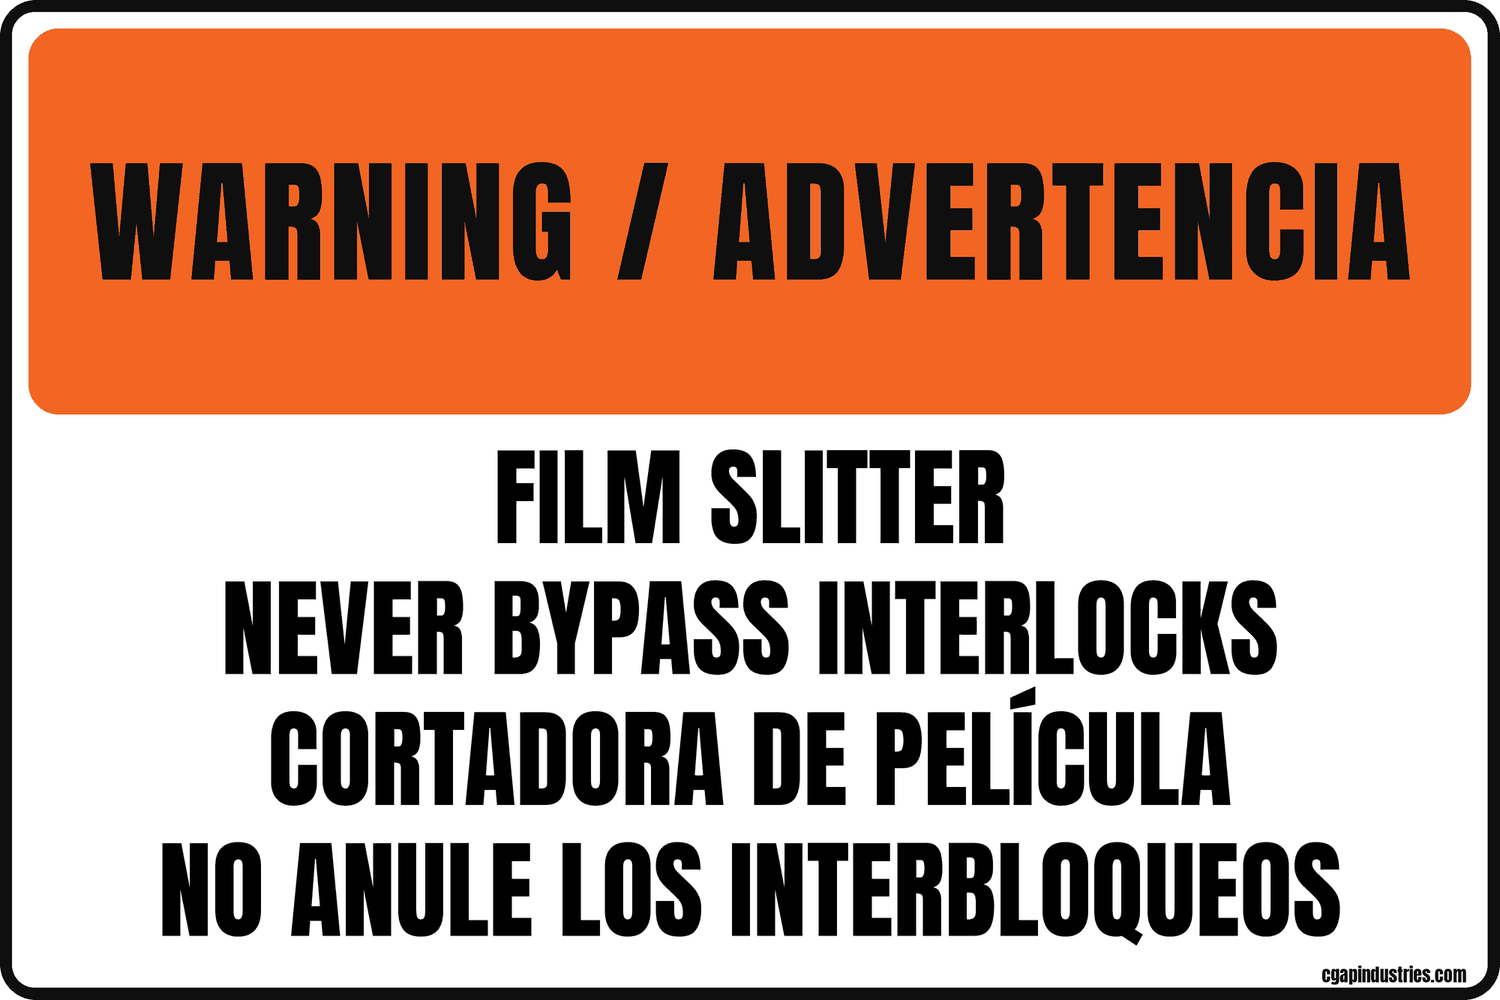 WARNING / ADVERTENCIA
FILM SLITTER
NEVER BYPASS INTERLOCKS
CORTADORA DE PELÍCULA
NO ANULE LOS INTERBLOQUEOS
cgapindustries.com